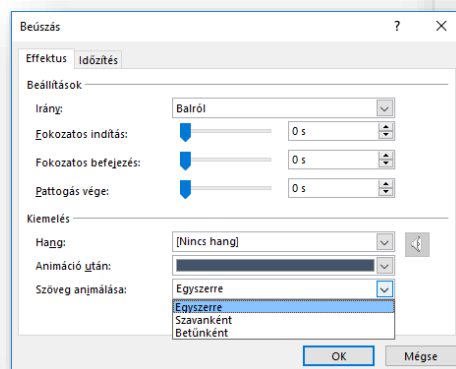 Beúszás ? ×
Effektus Időzítés
Beállítások
Irány: Balról
Fokozatos indítás: 0 s
Fokozatos befejezés: 0 s
Pattogás vége: 0 s
Kiemelés
Hang: [Nincs hang]
Animáció után:
Szöveg animálása: Egyszerre
Egyszerre
Szavanként
Betűnként
OK Mégse